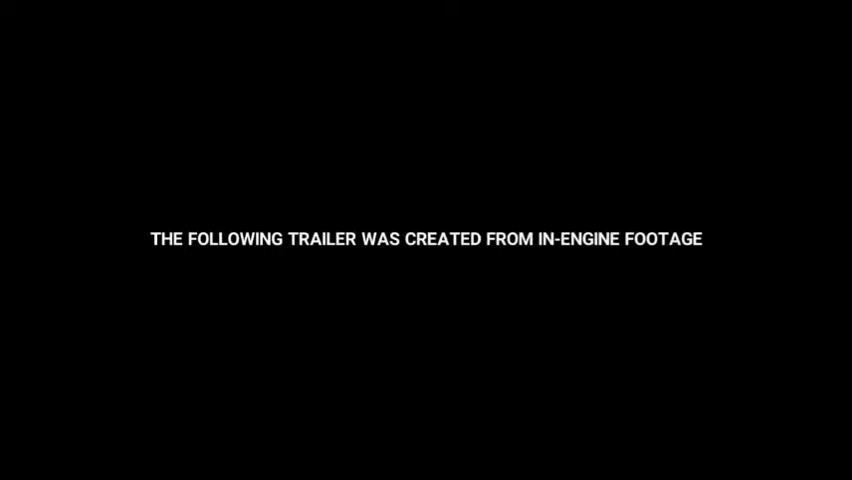 THE FOLLOWING TRAILER WAS CREATED FROM IN-ENGINE FOOTAGE